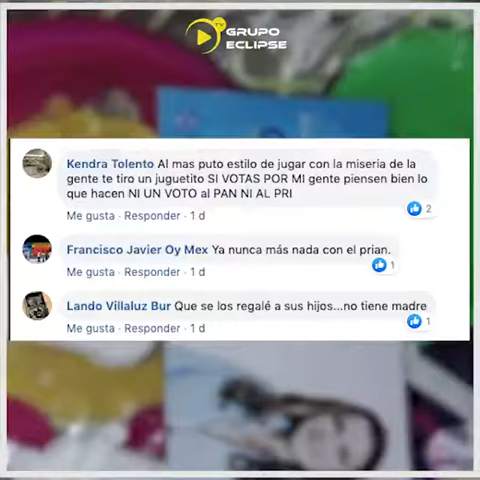 TV
GRUPO
ECLIPSE
Kendra Tolento Al mas puto estilo de jugar con la miseria de la
gente te tiro un juguetito SI VOTAS POR MI gente piensen bien lo
que hacen NI UN VOTO al PAN NI AL PRI
2
Me gusta · Responder · 1 d
Francisco Javier Oy Mex Ya nunca más nada con el prian.
1
Me gusta · Responder · 1 d
Lando Villaluz Bur Que se los regalé a sus hijos...no tiene madre
1
Me gusta · Responder · 1 d